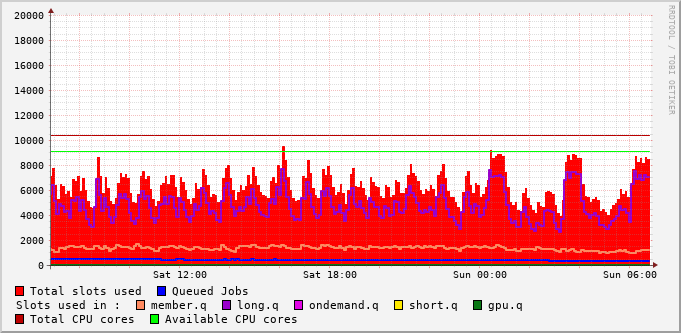 20000
18000
16000
14000
12000
10000
8000
6000
4000
2000
0
Sat 12:00 Sat 18:00 Sun 00:00 Sun 06:00
Total slots used Queued Jobs
Slots used in : member.q long.q ondemand.q short.q gpu.q
Total CPU cores Available CPU cores
RRDTOOL / TOBI OETIKER